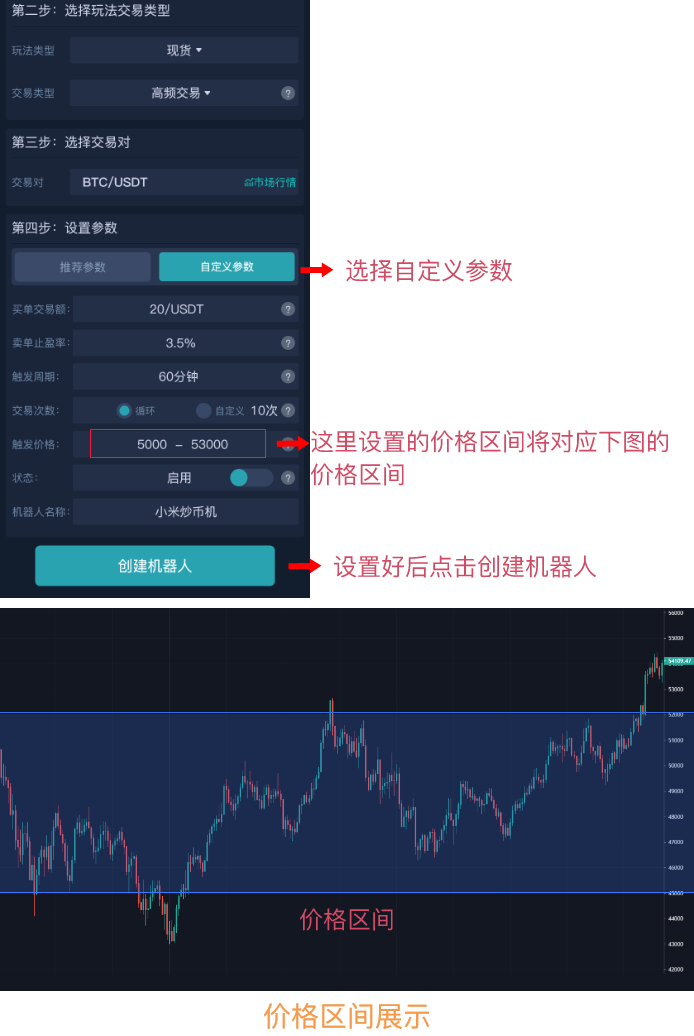 第二步：选择玩法交易类型
玩法类型 现货
交易类型 高频交易 ?
第三步：选择交易对
交易对 BTC/USDT 市场行情
第四步：设置参数
推荐参数 自定义参数 选择自定义参数
买单交易额： 20/USDT ?
卖单止盈率： 3.5% ?
触发周期： 60分钟 ?
交易次数： 循环 自定义 10次 ?
触发价格： 5000 – 53000 这里设置的价格区间将对应下图的
价格区间
状态： 启用 ?
机器人名称： 小米炒币机
创建机器人 设置好后点击创建机器人
56000
55000
54109.47
53000
52000
51000
50000
49000
48000
47000
46000
45000
价格区间
44000
43000
42000
价格区间展示